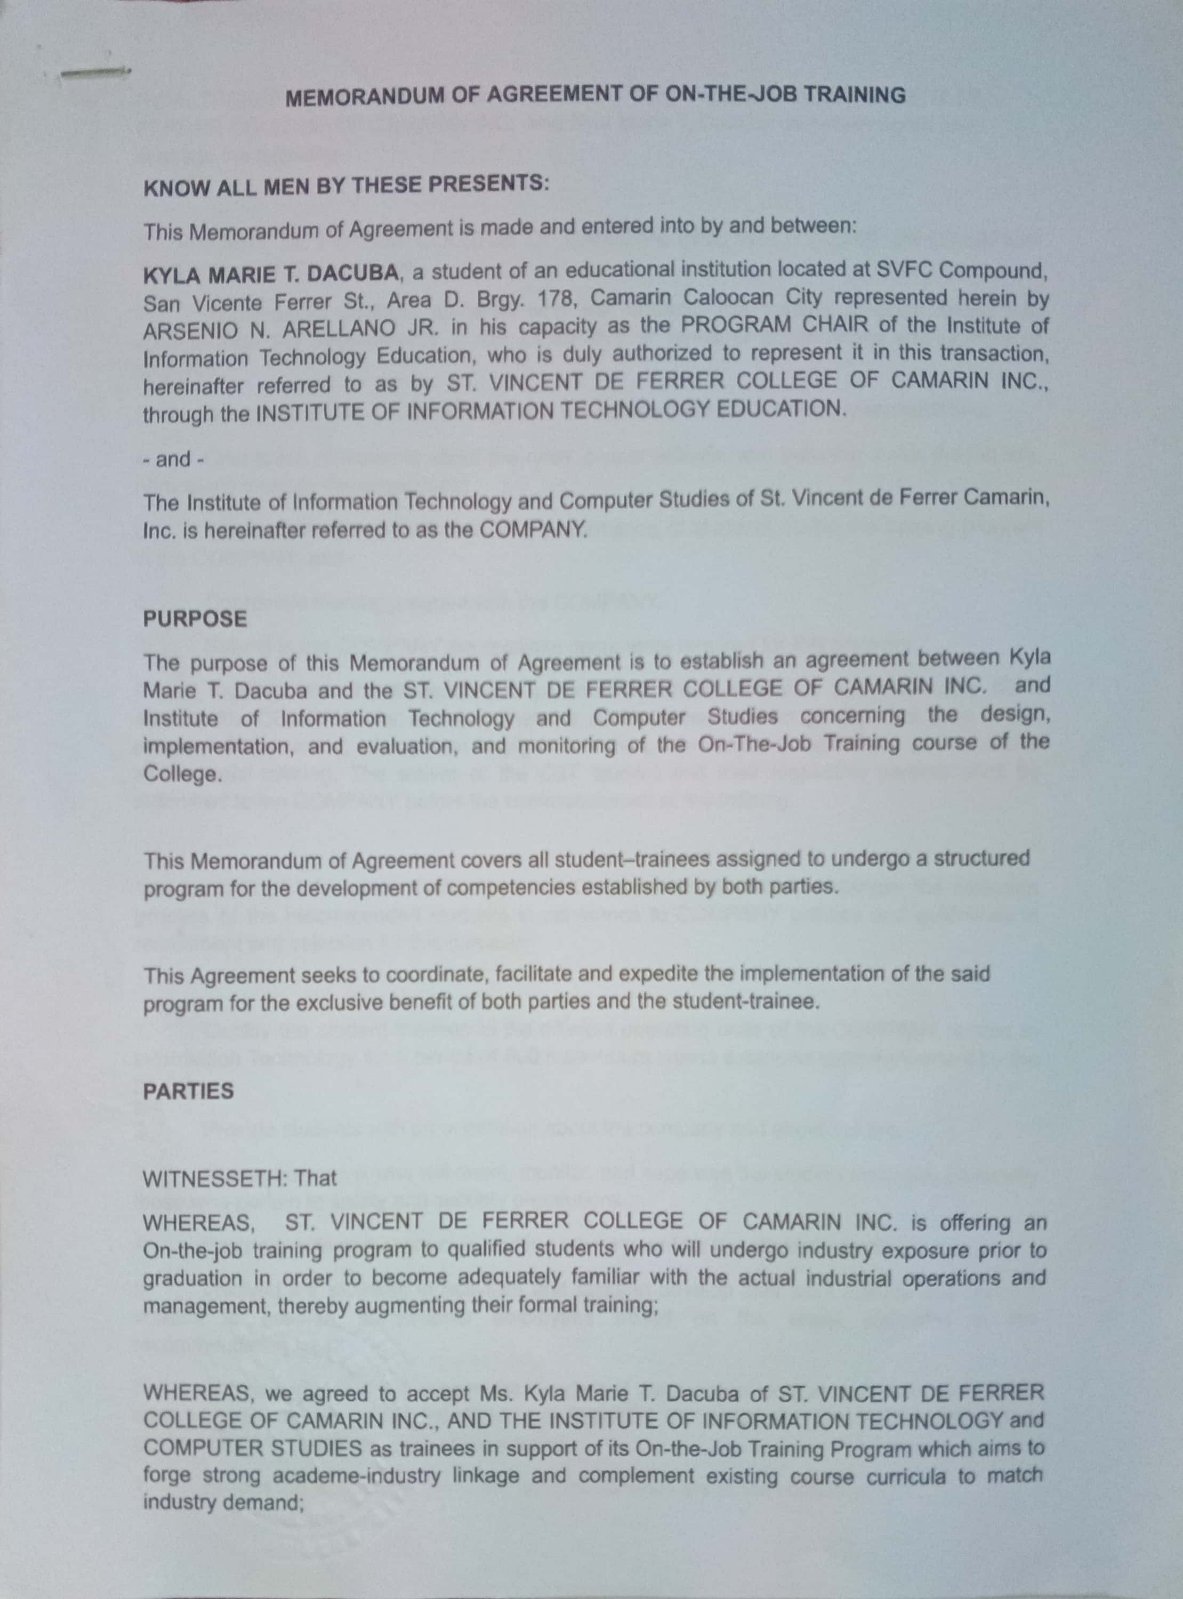 MEMORANDUM OF AGREEMENT OF ON-THE-JOB TRAINING
KNOW ALL MEN BY THESE PRESENTS:
This Memorandum of Agreement is made and entered into by and between:
KYLA MARIE T. DACUBA, a student of an educational institution located at SVFC Compound,
San Vicente Ferrer St., Area D. Brgy. 178, Camarin Caloocan City represented herein by
ARSENIO N. ARELLANO JR. in his capacity as the PROGRAM CHAIR of the Institute of
Information Technology Education, who is duly authorized to represent it in this transaction,
hereinafter referred to as by ST. VINCENT DE FERRER COLLEGE OF CAMARIN INC.,
through the INSTITUTE OF INFORMATION TECHNOLOGY EDUCATION.
- and -
The Institute of Information Technology and Computer Studies of St. Vincent de Ferrer Camarin,
Inc. is hereinafter referred to as the COMPANY.
PURPOSE
The purpose of this Memorandum of Agreement is to establish an agreement between Kyla
Marie T. Dacuba and the ST. VINCENT DE FERRER COLLEGE OF CAMARIN INC. and
Institute of Information Technology and Computer Studies concerning the design,
implementation, and evaluation, and monitoring of the On-The-Job Training course of the
College.
This Memorandum of Agreement covers all student–trainees assigned to undergo a structured
program for the development of competencies established by both parties.
This Agreement seeks to coordinate, facilitate and expedite the implementation of the said
program for the exclusive benefit of both parties and the student-trainee.
PARTIES
WITNESSETH: That
WHEREAS, ST. VINCENT DE FERRER COLLEGE OF CAMARIN INC. is offering an
On-the-job training program to qualified students who will undergo industry exposure prior to
graduation in order to become adequately familiar with the actual industrial operations and
management, thereby augmenting their formal training;
WHEREAS, we agreed to accept Ms. Kyla Marie T. Dacuba of ST. VINCENT DE FERRER
COLLEGE OF CAMARIN INC., AND THE INSTITUTE OF INFORMATION TECHNOLOGY and
COMPUTER STUDIES as trainees in support of its On-the-Job Training Program which aims to
forge strong academe-industry linkage and complement existing course curricula to match
industry demand;